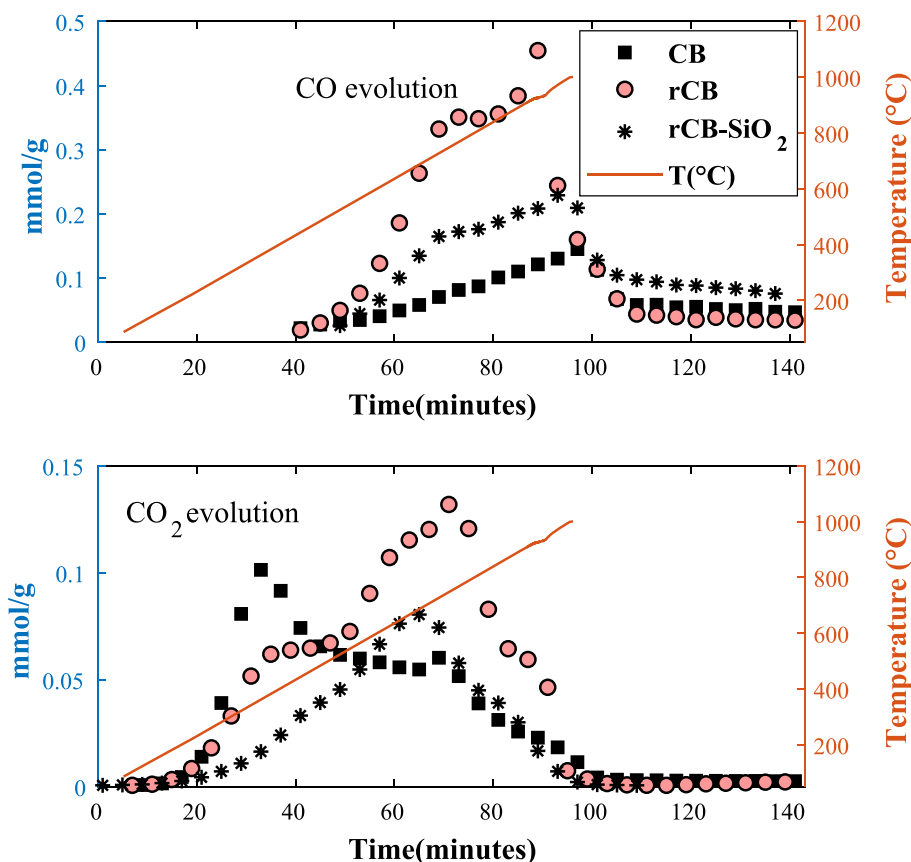 0.5
0.4
0.3
0.2
0.1
0
mmol/g
CO evolution
CB
rCB
rCB-SiO2
T(°C)
1200
1000
800
600
400
200
Temperature (°C)
0 20 40 60 80 100 120 140
Time(minutes)
0.15
0.1
0.05
0
mmol/g
CO2 evolution
1200
1000
800
600
400
200
Temperature (°C)
0 20 40 60 80 100 120 140
Time(minutes)